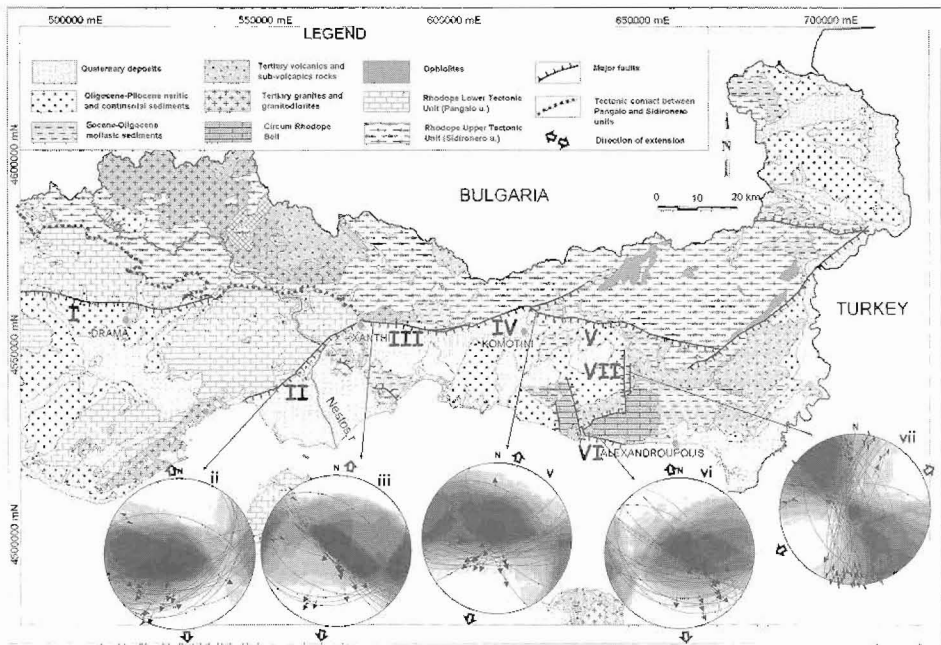 500000 mE 550000 mE 600000 mE 650000 mE 700000 mE
LEGEND
Quaternary deposits
Oligocene-Pliocene neritic
and continental sediments
Eocene-Oligocene
mollasic sediments
Tertiary volcanics and
sub-volcanics rocks
Tertiary granites and
granitdiorites
Circum Rhodope
Belt
Ophiolites
Rhodope Lower Tectonic
Unit (Pangaio u.)
Rhodope Upper Tectonic
Unit (Sidironero u.)
Major faults
Tectonic contact between
Pangaio and Sidironero
units
Direction of extension
4600000 mN
4550000 mN
4500000 mN
N
0 10 20 km
BULGARIA
TURKEY
I
DRAMA
XANTHI
III
IV
KOMOTINI
V
II
VII
Nestos r.
VI
ALEXANDROUPOLIS
N
ii
N
iii
N
v
N
vi
N
vii